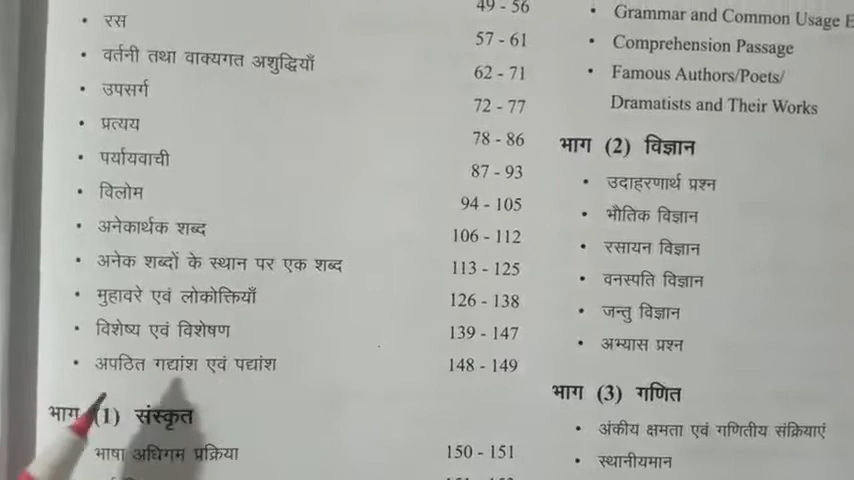 49 - 56
• रस 57 - 61
• वर्तनी तथा वाक्यगत अशुद्धियाँ 62 - 71
• उपसर्ग 72 - 77
• प्रत्यय 78 - 86
• पर्यायवाची 87 - 93
• विलोम 94 - 105
• अनेकार्थक शब्द 106 - 112
• अनेक शब्दों के स्थान पर एक शब्द 113 - 125
• मुहावरे एवं लोकोक्तियाँ 126 - 138
• विशेष्य एवं विशेषण 139 - 147
• अपठित गद्यांश एवं पद्यांश 148 - 149
भाग (1) संस्कृत
भाषा अधिगम प्रक्रिया 150 - 151
• Grammar and Common Usage
• Comprehension Passage
• Famous Authors/Poets/
Dramatists and Their Works
भाग (2) विज्ञान
• उदाहरणार्थ प्रश्न
• भौतिक विज्ञान
• रसायन विज्ञान
• वनस्पति विज्ञान
• जन्तु विज्ञान
• अभ्यास प्रश्न
भाग (3) गणित
• अंकीय क्षमता एवं गणितीय संक्रियाएं
• स्थानीयमान